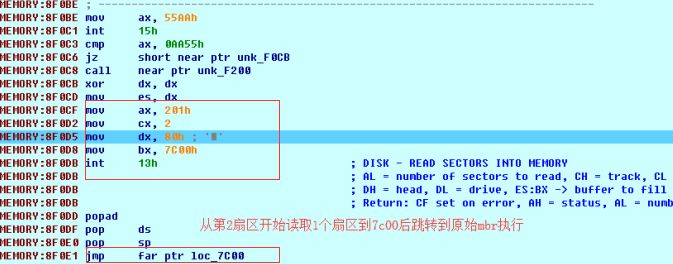 MEMORY:8F0BE ; ---------------------------------------------------------------------------
MEMORY:8F0BE mov ax, 55AAh
MEMORY:8F0C1 int 15h
MEMORY:8F0C3 cmp ax, 0AA55h
MEMORY:8F0C6 jz short near ptr unk_F0CB
MEMORY:8F0C8 call near ptr unk_F200
MEMORY:8F0CB xor dx, dx
MEMORY:8F0CD mov es, dx
MEMORY:8F0CF mov ax, 201h
MEMORY:8F0D2 mov cx, 2
MEMORY:8F0D5 mov dx, 80h ; '
MEMORY:8F0D8 mov bx, 7C00h
MEMORY:8F0DB int 13h ; DISK - READ SECTORS INTO MEMORY
MEMORY:8F0DB ; AL = number of sectors to read, CH = track, CL
MEMORY:8F0DB ; DH = head, DL = drive, ES:BX -> buffer to fill
MEMORY:8F0DB ; Return: CF set on error, AH = status, AL = numb
MEMORY:8F0DD popad
MEMORY:8F0DF pop ds
从第2扇区开始读取1个扇区到7c00后跳转到原始mbr执行
MEMORY:8F0E0 pop sp
MEMORY:8F0E1 jmp far ptr loc_7C00